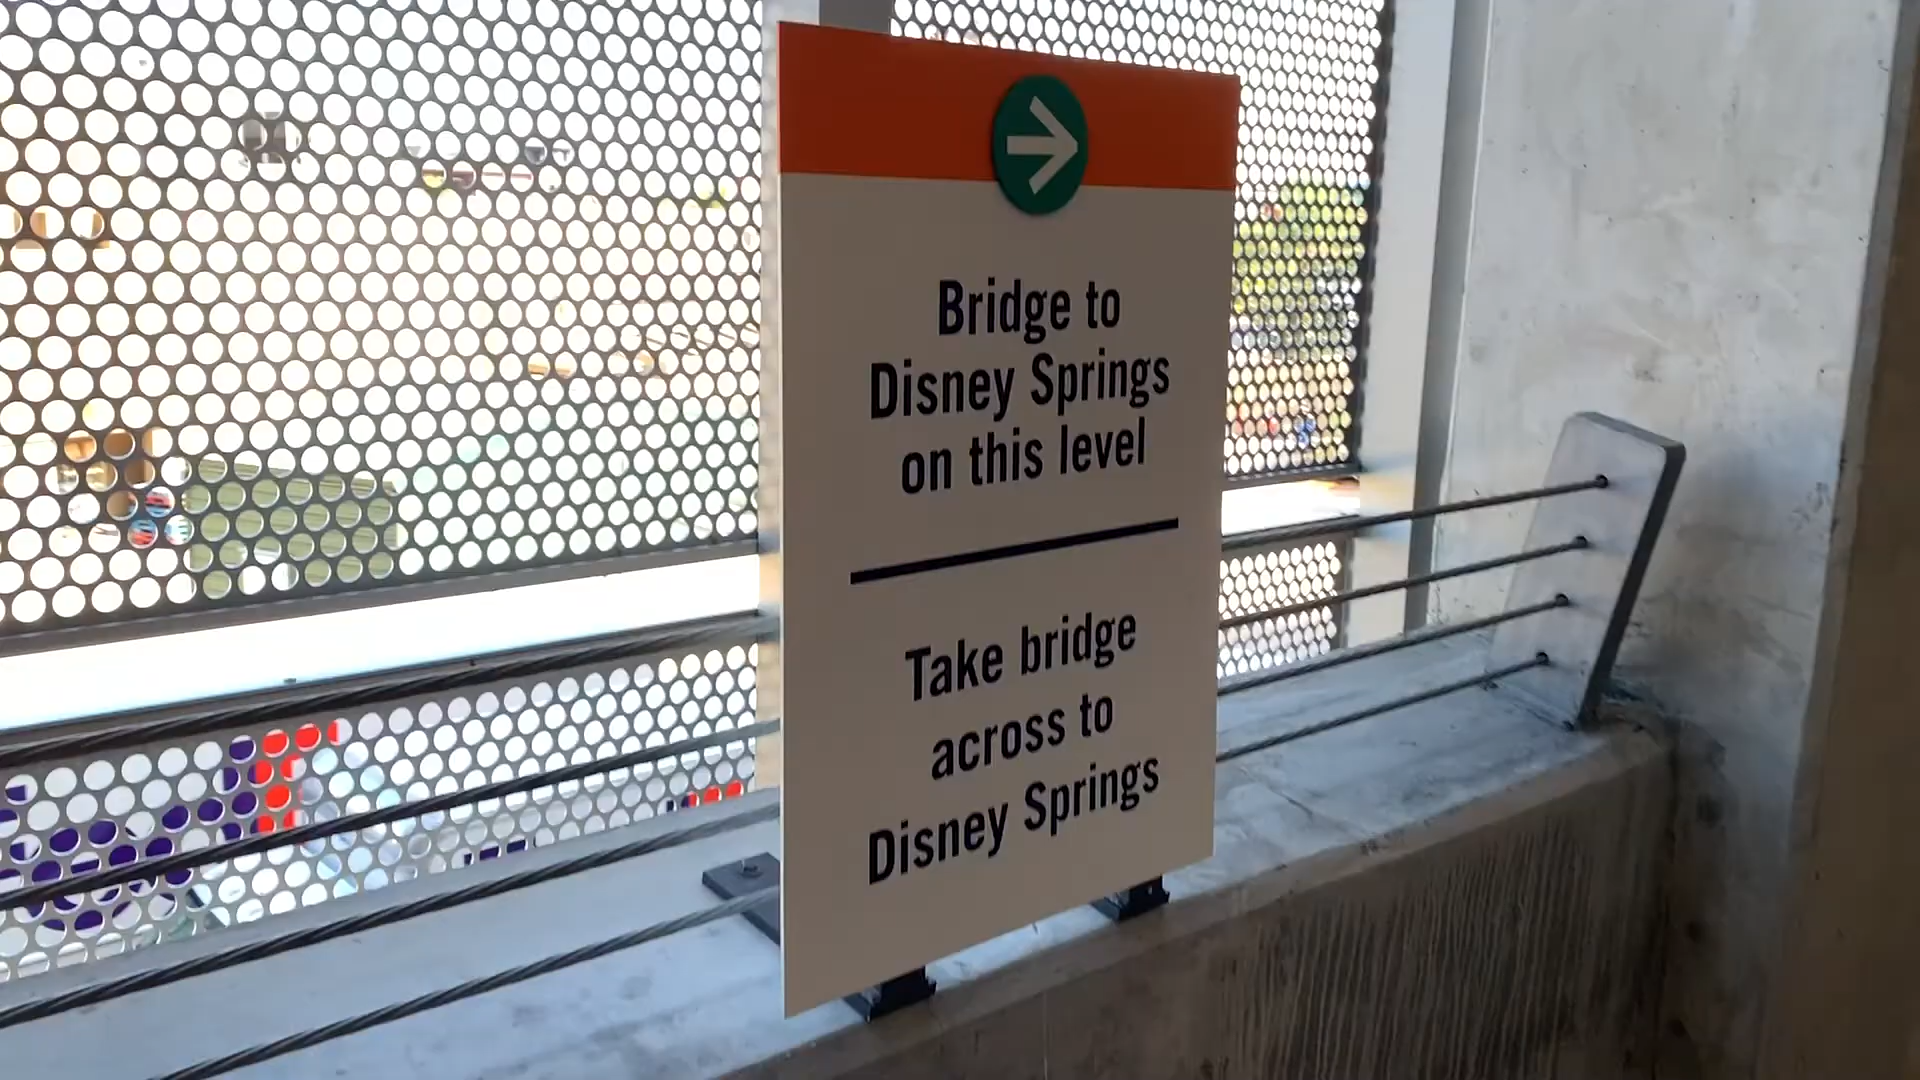 Bridge to
Disney Springs
on this level
Take bridge
across to
Disney Springs